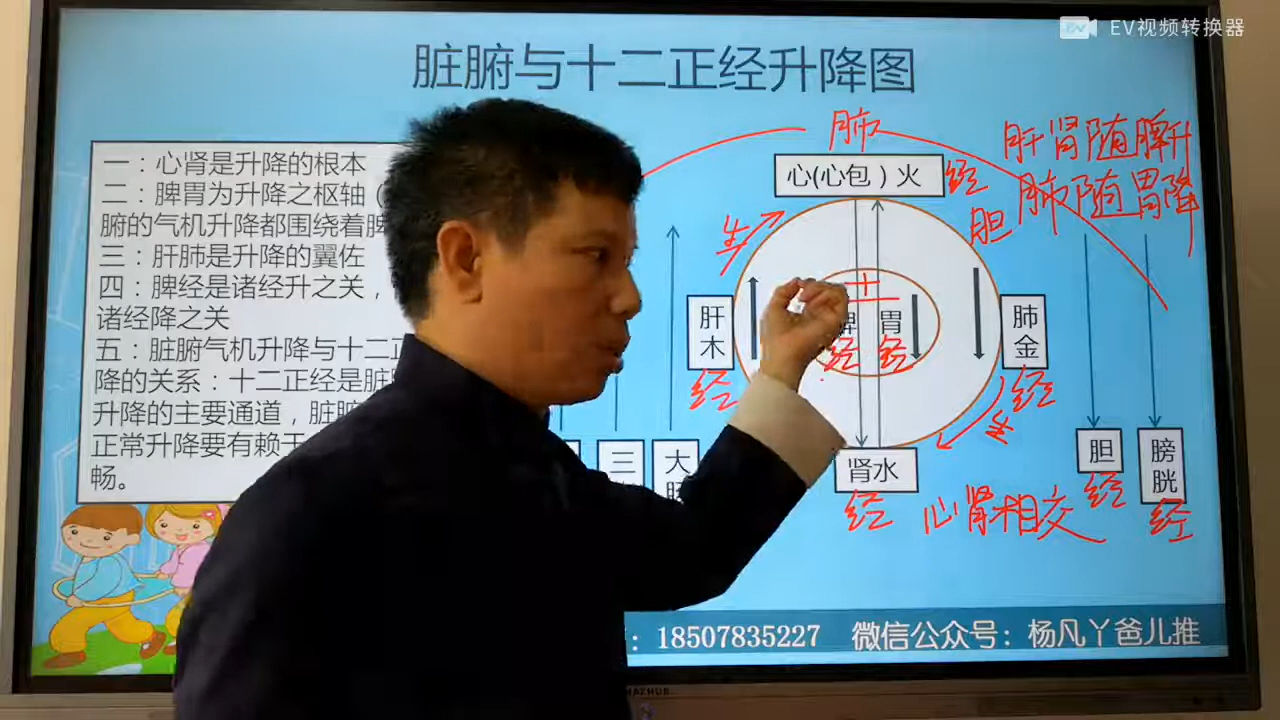 EV视频转换器
脏腑与十二正经升降图
一：心肾是升降的根本
二：脾胃为升降之枢轴（
腑的气机升降都围绕着脾
三：肝肺是升降的翼佐
四：脾经是诸经升之关，
诸经降之关
五：脏腑气机升降与十二正
降的关系：十二正经是脏腑
升降的主要通道，脏腑
正常升降要有赖于
畅。
肺
心(心包）火
经
肝肾随脾升
肺随胃降
胆
土
脾
胃
经
经
肝
木
经
肺
金
经
肾水
经
心肾相交
三
大
胆
经
膀
胱
经
：18507835227 微信公众号：杨凡丫爸儿推